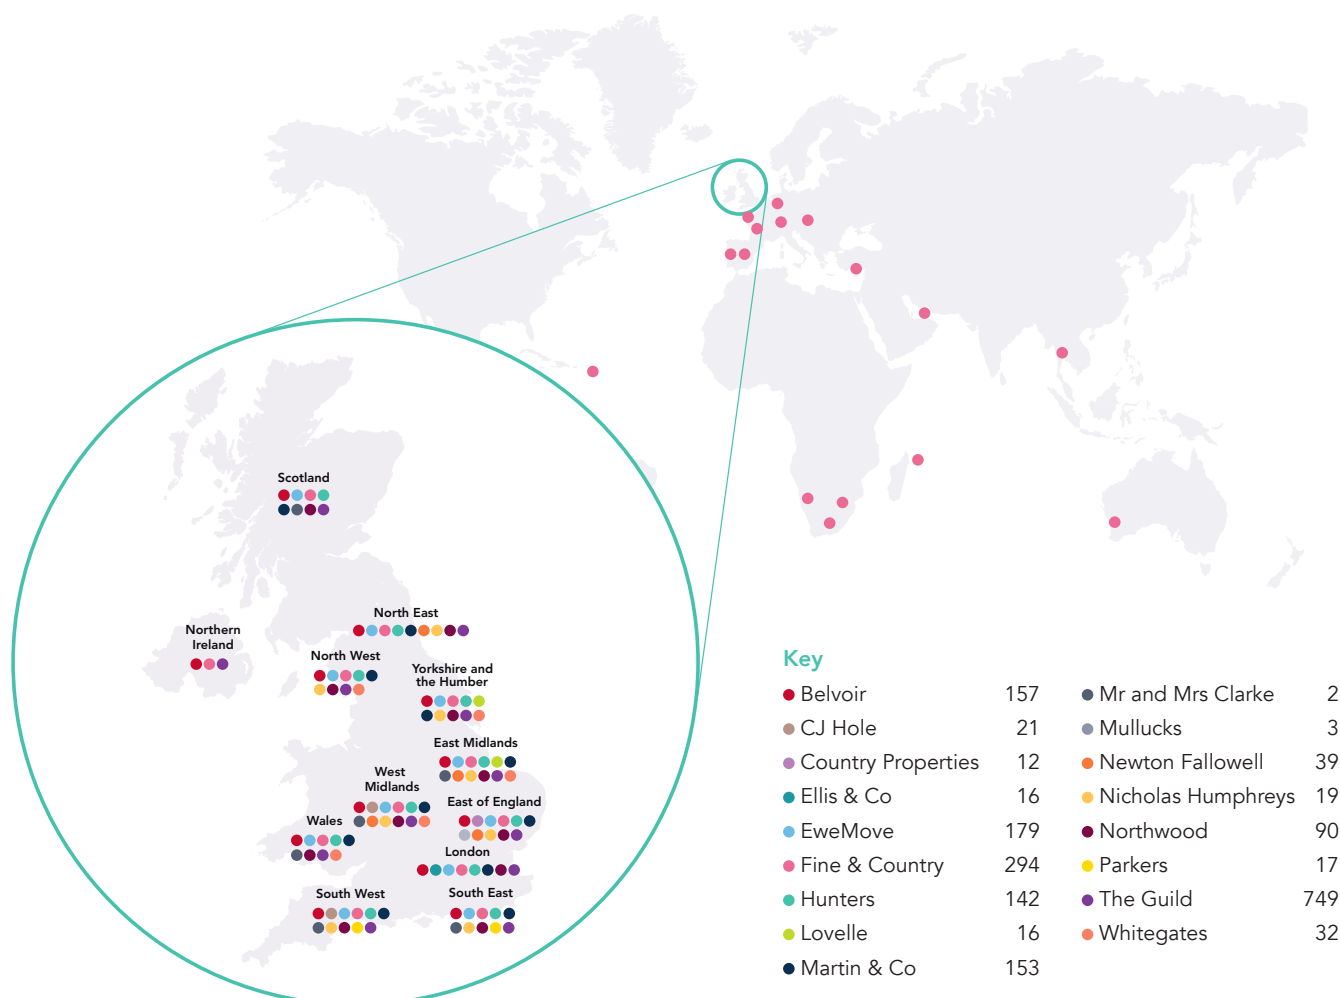 Scotland
North East
Northern
Ireland
North West
Yorkshire and
the Humber
East Midlands
West
Midlands
East of England
Wales
London
South West
South East
Key
Belvoir 157
CJ Hole 21
Country Properties 12
Ellis & Co 16
EweMove 179
Fine & Country 294
Hunters 142
Lovelle 16
Martin & Co 153
Mr and Mrs Clarke 2
Mullucks 3
Newton Fallowell 39
Nicholas Humphreys 19
Northwood 90
Parkers 17
The Guild 749
Whitegates 32